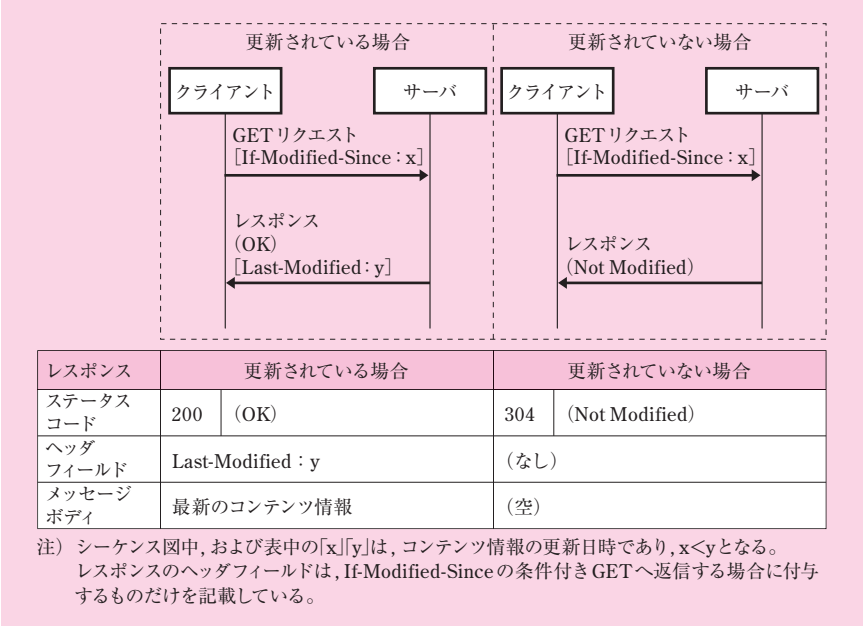 更新されている場合
更新されていない場合
クライアント
サーバ
クライアント
サーバ
GETリクエスト
［If-Modified-Since：x］
GETリクエスト
［If-Modified-Since：x］
レスポンス
（OK）
［Last-Modified：y］
レスポンス
（Not Modified）
レスポンス 更新されている場合 更新されていない場合
ステータス
コード
200 （OK） 304 （Not Modified）
ヘッダ
フィールド
Last-Modified：y （なし）
メッセージ
ボディ
最新のコンテンツ情報 （空）
注） シーケンス図中，および表中の「x」「y」は，コンテンツ情報の更新日時であり，x＜yとなる。
レスポンスのヘッダフィールドは，If-Modified-Sinceの条件付きGETへ返信する場合に付与
するものだけを記載している。